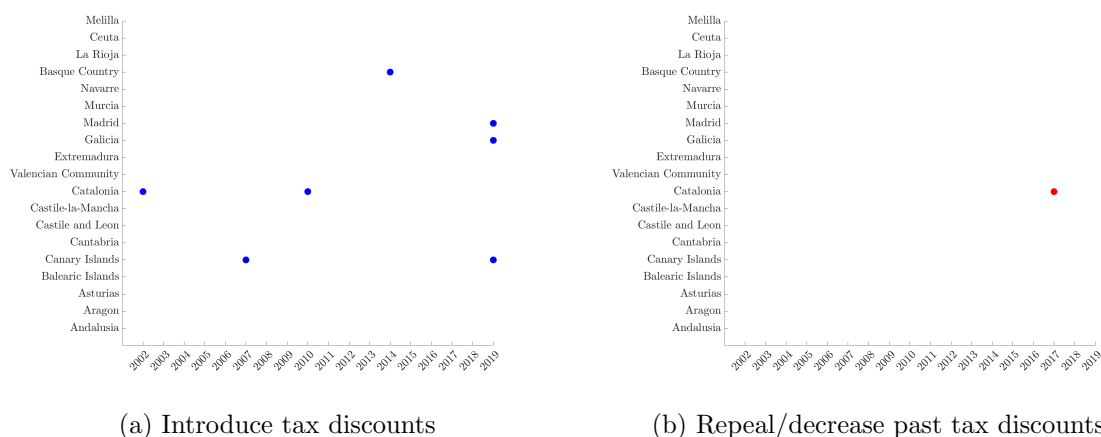 Melilla
Ceuta
La Rioja
Basque Country
Navarre
Murcia
Madrid
Galicia
Extremadura
Valencian Community
Catalonia
Castile-la-Mancha
Castile and Leon
Cantabria
Canary Islands
Balearic Islands
Asturias
Aragon
Andalusia
2002 2003 2004 2005 2006 2007 2008 2009 2010 2011 2012 2013 2014 2015 2016 2017 2018 2019
(a) Introduce tax discounts
Melilla
Ceuta
La Rioja
Basque Country
Navarre
Murcia
Madrid
Galicia
Extremadura
Valencian Community
Catalonia
Castile-la-Mancha
Castile and Leon
Cantabria
Canary Islands
Balearic Islands
Asturias
Aragon
Andalusia
2002 2003 2004 2005 2006 2007 2008 2009 2010 2011 2012 2013 2014 2015 2016 2017 2018 2019
(b) Repeal/decrease past tax discounts